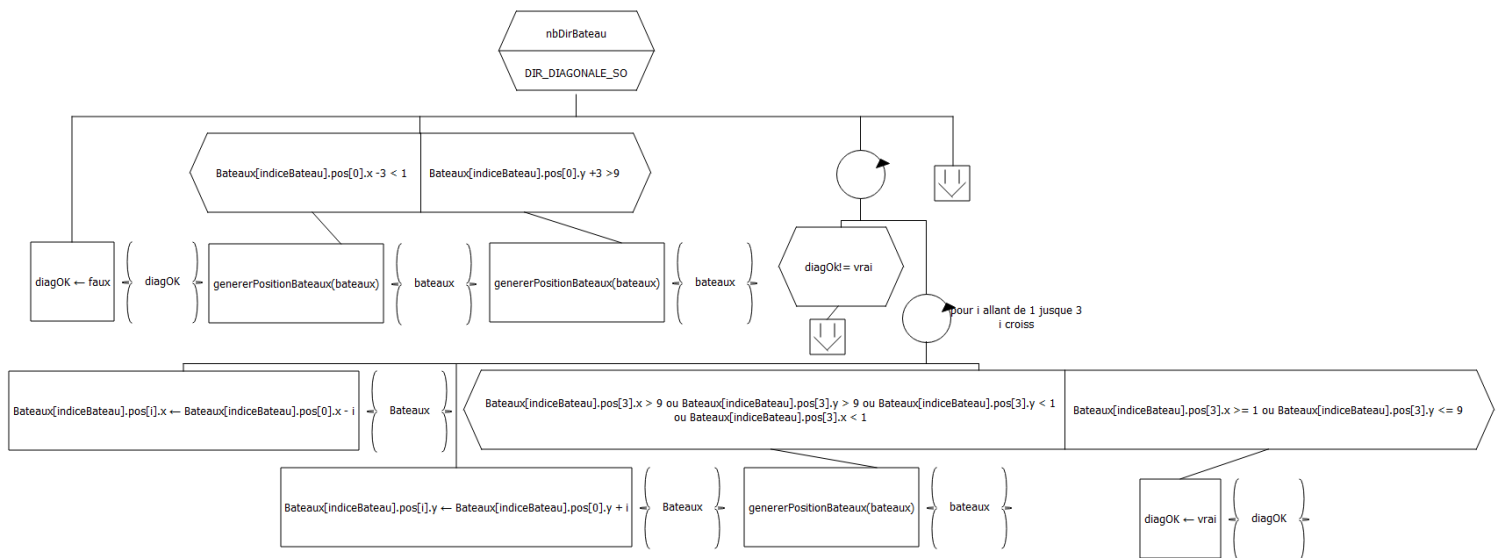 nbDirBateau
DIR_DIAGONALE_SO
Bateaux[indiceBateau].pos[0].x -3 < 1
Bateaux[indiceBateau].pos[0].y +3 >9
diagOK ← faux
diagOK
genererPositionBateaux(bateaux)
bateaux
genererPositionBateaux(bateaux)
bateaux
diagOk!= vrai
pour i allant de 1 jusque 3
i croiss
Bateaux[indiceBateau].pos[i].x ← Bateaux[indiceBateau].pos[0].x - i
Bateaux
Bateaux[indiceBateau].pos[3].x > 9 ou Bateaux[indiceBateau].pos[3].y > 9 ou Bateaux[indiceBateau].pos[3].y < 1
ou Bateaux[indiceBateau].pos[3].x < 1
Bateaux[indiceBateau].pos[3].x >= 1 ou Bateaux[indiceBateau].pos[3].y <= 9
Bateaux[indiceBateau].pos[i].y ← Bateaux[indiceBateau].pos[0].y + i
Bateaux
genererPositionBateaux(bateaux)
bateaux
diagOK ← vrai
diagOK